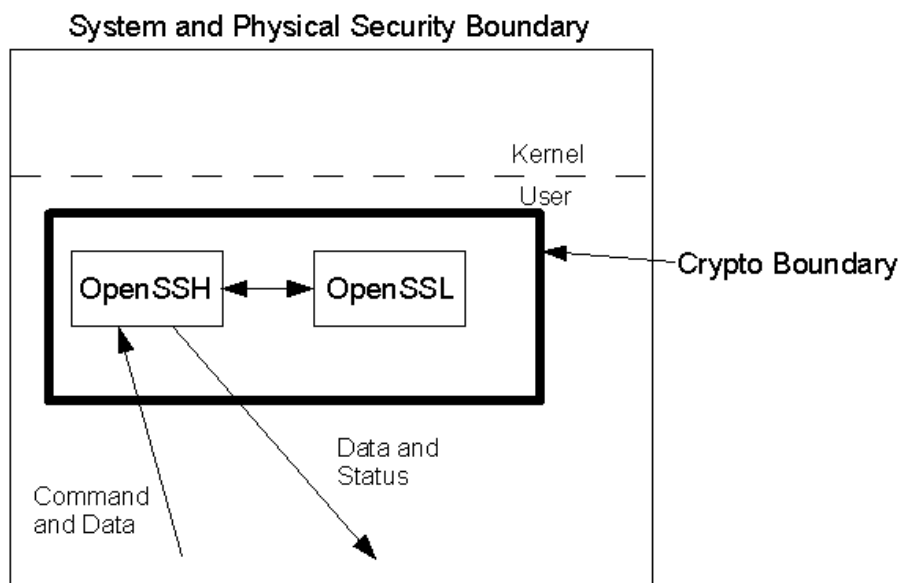 System and Physical Security Boundary
Kernel
User
OpenSSH
OpenSSL
Crypto Boundary
Data and
Status
Command
and Data